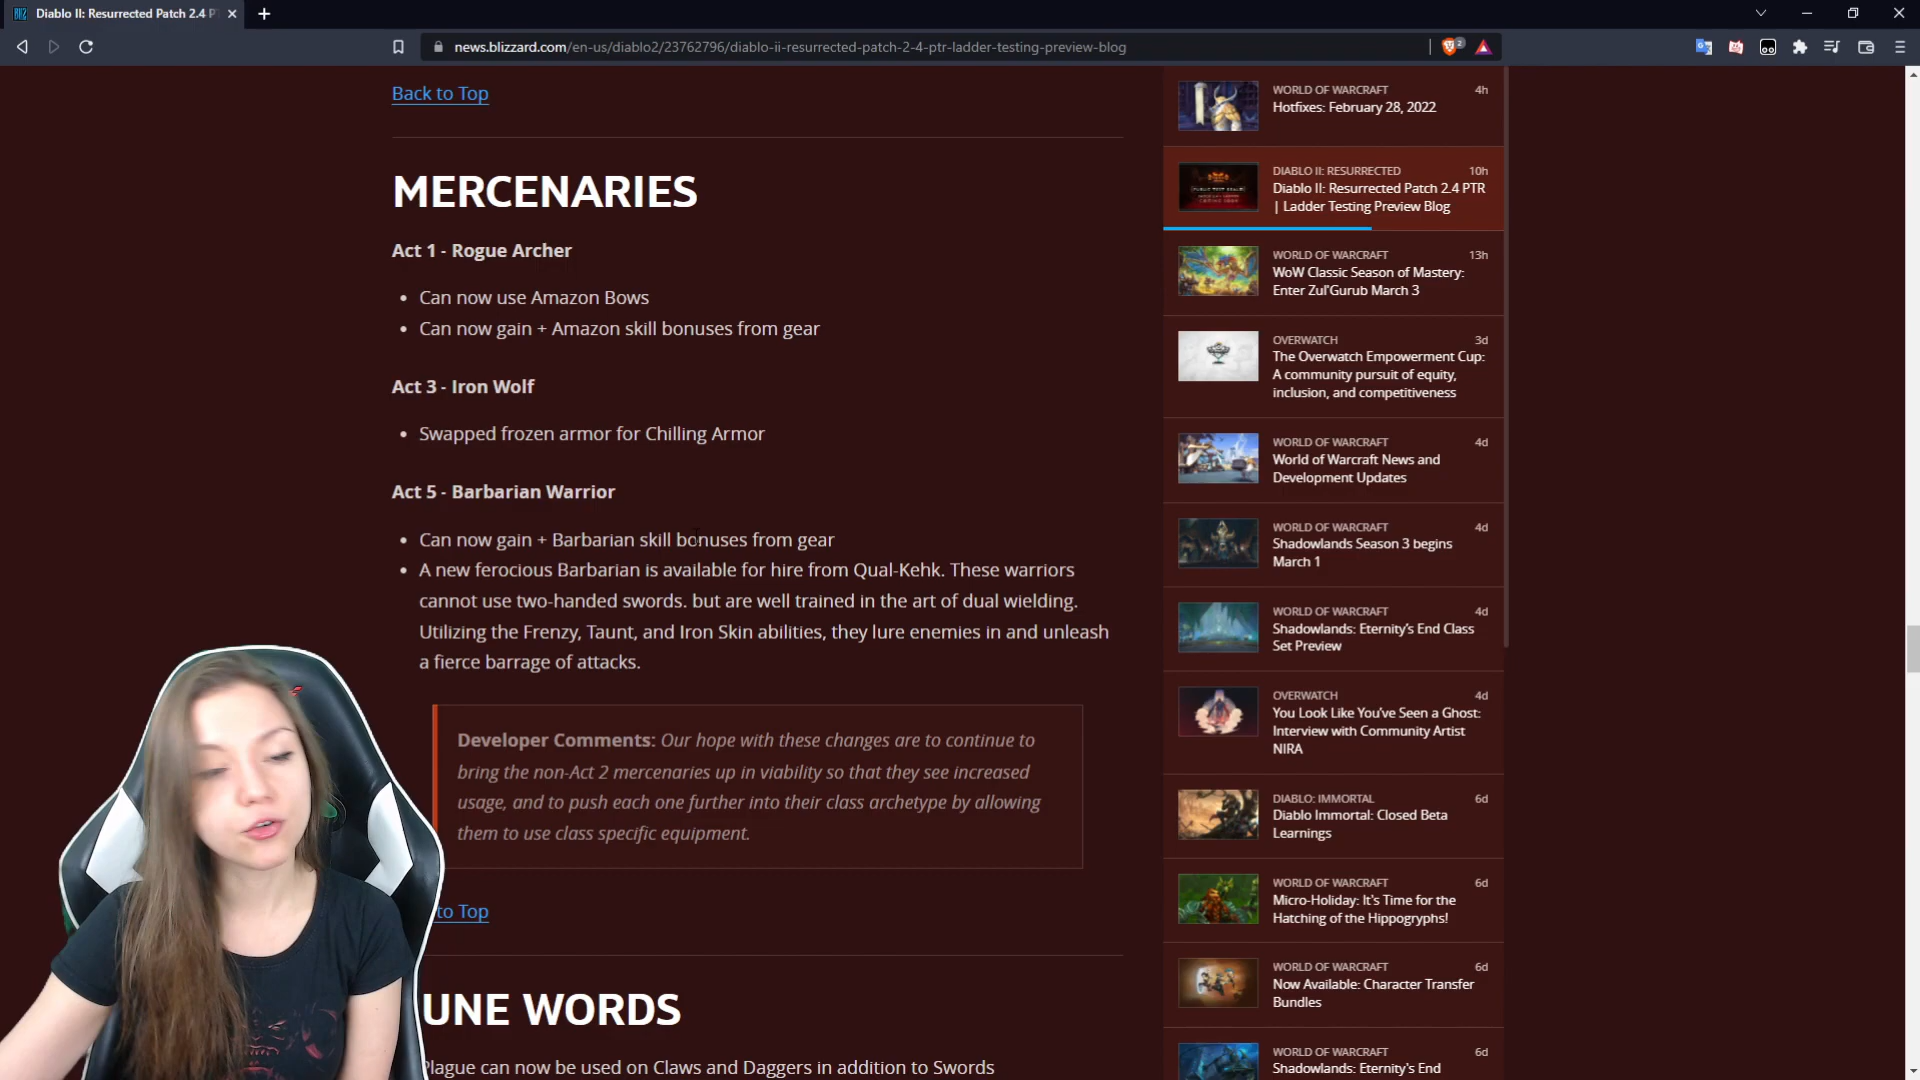 Diablo II: Resurrected Patch 2.4 P
news.blizzard.com/en-us/diablo2/23762796/diablo-ii-resurrected-patch-2-4-ptr-ladder-testing-preview-blog
2
Back to Top
MERCENARIES
Act 1 - Rogue Archer
• Can now use Amazon Bows
• Can now gain + Amazon skill bonuses from gear
Act 3 - Iron Wolf
• Swapped frozen armor for Chilling Armor
Act 5 - Barbarian Warrior
• Can now gain + Barbarian skill bonuses from gear
• A new ferocious Barbarian is available for hire from Qual-Kehk. These warriors
cannot use two-handed swords. but are well trained in the art of dual wielding.
Utilizing the Frenzy, Taunt, and Iron Skin abilities, they lure enemies in and unleash
a fierce barrage of attacks.
Developer Comments: Our hope with these changes are to continue to
bring the non-Act 2 mercenaries up in viability so that they see increased
usage, and to push each one further into their class archetype by allowing
them to use class specific equipment.
to Top
UNE WORDS
Plague can now be used on Claws and Daggers in addition to Swords
WORLD OF WARCRAFT 4h
Hotfixes: February 28, 2022
DIABLO II: RESURRECTED 10h
Diablo II: Resurrected Patch 2.4 PTR
| Ladder Testing Preview Blog
WORLD OF WARCRAFT 13h
WoW Classic Season of Mastery:
Enter Zul'Gurub March 3
OVERWATCH 3d
The Overwatch Empowerment Cup:
A community pursuit of equity,
inclusion, and competitiveness
WORLD OF WARCRAFT 4d
World of Warcraft News and
Development Updates
WORLD OF WARCRAFT 4d
Shadowlands Season 3 begins
March 1
WORLD OF WARCRAFT 4d
Shadowlands: Eternity's End Class
Set Preview
OVERWATCH 4d
You Look Like You've Seen a Ghost:
Interview with Community Artist
NIRA
DIABLO: IMMORTAL 6d
Diablo Immortal: Closed Beta
Learnings
WORLD OF WARCRAFT 6d
Micro-Holiday: It's Time for the
Hatching of the Hippogryphs!
WORLD OF WARCRAFT 6d
Now Available: Character Transfer
Bundles
WORLD OF WARCRAFT 6d
Shadowlands: Eternity's End